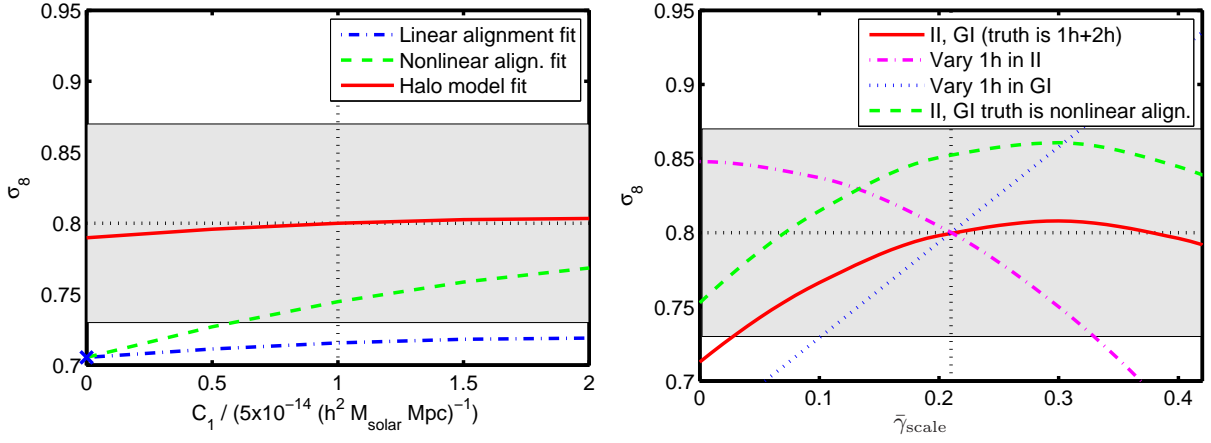 0.95
0.9
0.85
0.8
0.75
0.7
σ8
0 0.5 1 1.5 2
C1 / (5x10−14 (h2 Msolar Mpc)−1)
Linear alignment fit
Nonlinear align. fit
Halo model fit
0.95
0.9
0.85
0.8
0.75
0.7
σ8
0 0.1 0.2 0.3 0.4
γ̄scale
II, GI (truth is 1h+2h)
Vary 1h in II
Vary 1h in GI
II, GI truth is nonlinear align.